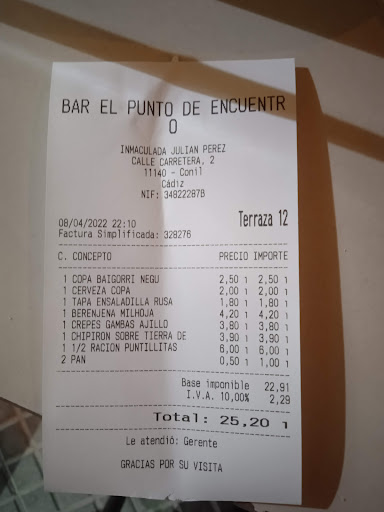 BAR EL PUNTO DE ENCUENTR
O
INMACULADA JULIAN PEREZ
CALLE CARRETERA, 2
11140 - Conil
Cádiz
NIF: 34822287B
08/04/2022 22:10 Terraza 12
Factura Simplificada: 328276
C. CONCEPTO PRECIO IMPORTE
1 COPA BAIGORRI NEGU 2,50 1 2,50 1
1 CERVEZA COPA 2,00 1 2,00 1
1 TAPA ENSALADILLA RUSA 1,80 1 1,80 1
1 BERENJENA MILHOJA 4,20 1 4,20 1
1 CREPES GAMBAS AJILLO 3,80 1 3,80 1
1 CHIPIRON SOBRE TIERRA DE 3,90 1 3,90 1
1 1/2 RACION PUNTILLITAS 6,00 1 6,00 1
2 PAN 0,50 1 1,00 1
Base imponible 22,91
I.V.A. 10,00% 2,29
Total: 25,20 1
Le atendió: Gerente
GRACIAS POR SU VISITA